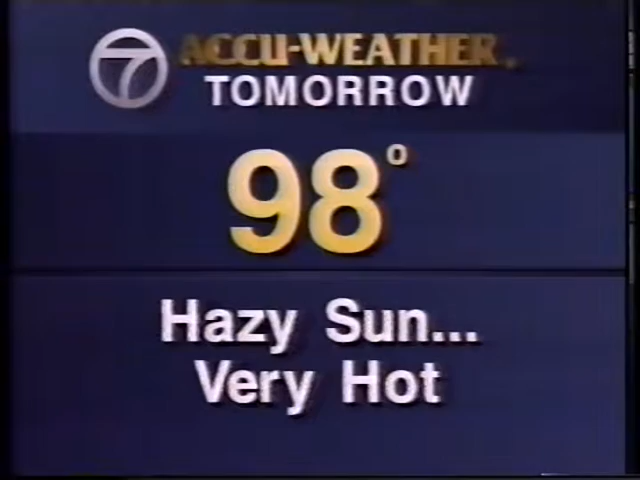 7 ACCU-WEATHER.
TOMORROW
98°
Hazy Sun...
Very Hot